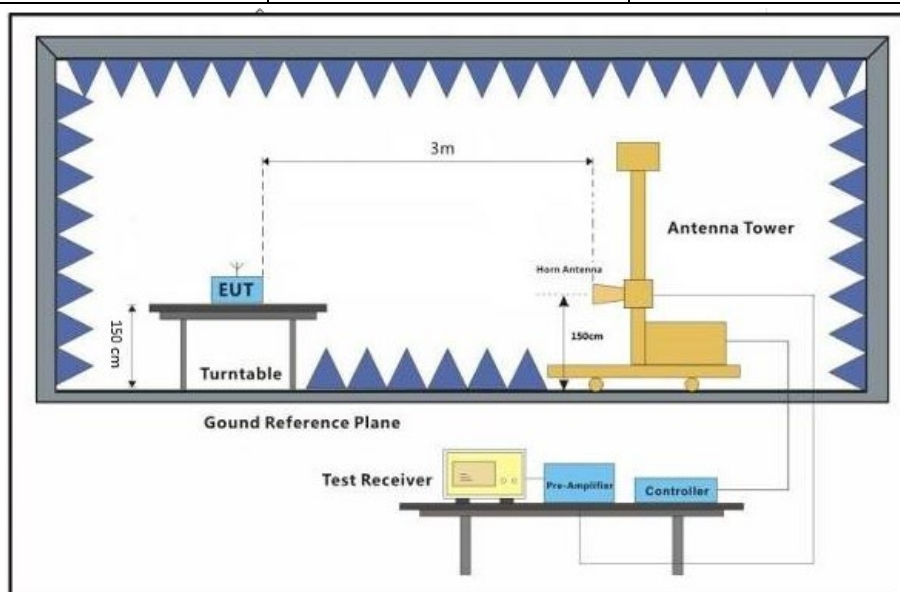 3m
Antenna Tower
Horn Antenna
EUT
150 cm
150cm
Turntable
Gound Reference Plane
Test Receiver
Pre-Amplifier
Controller